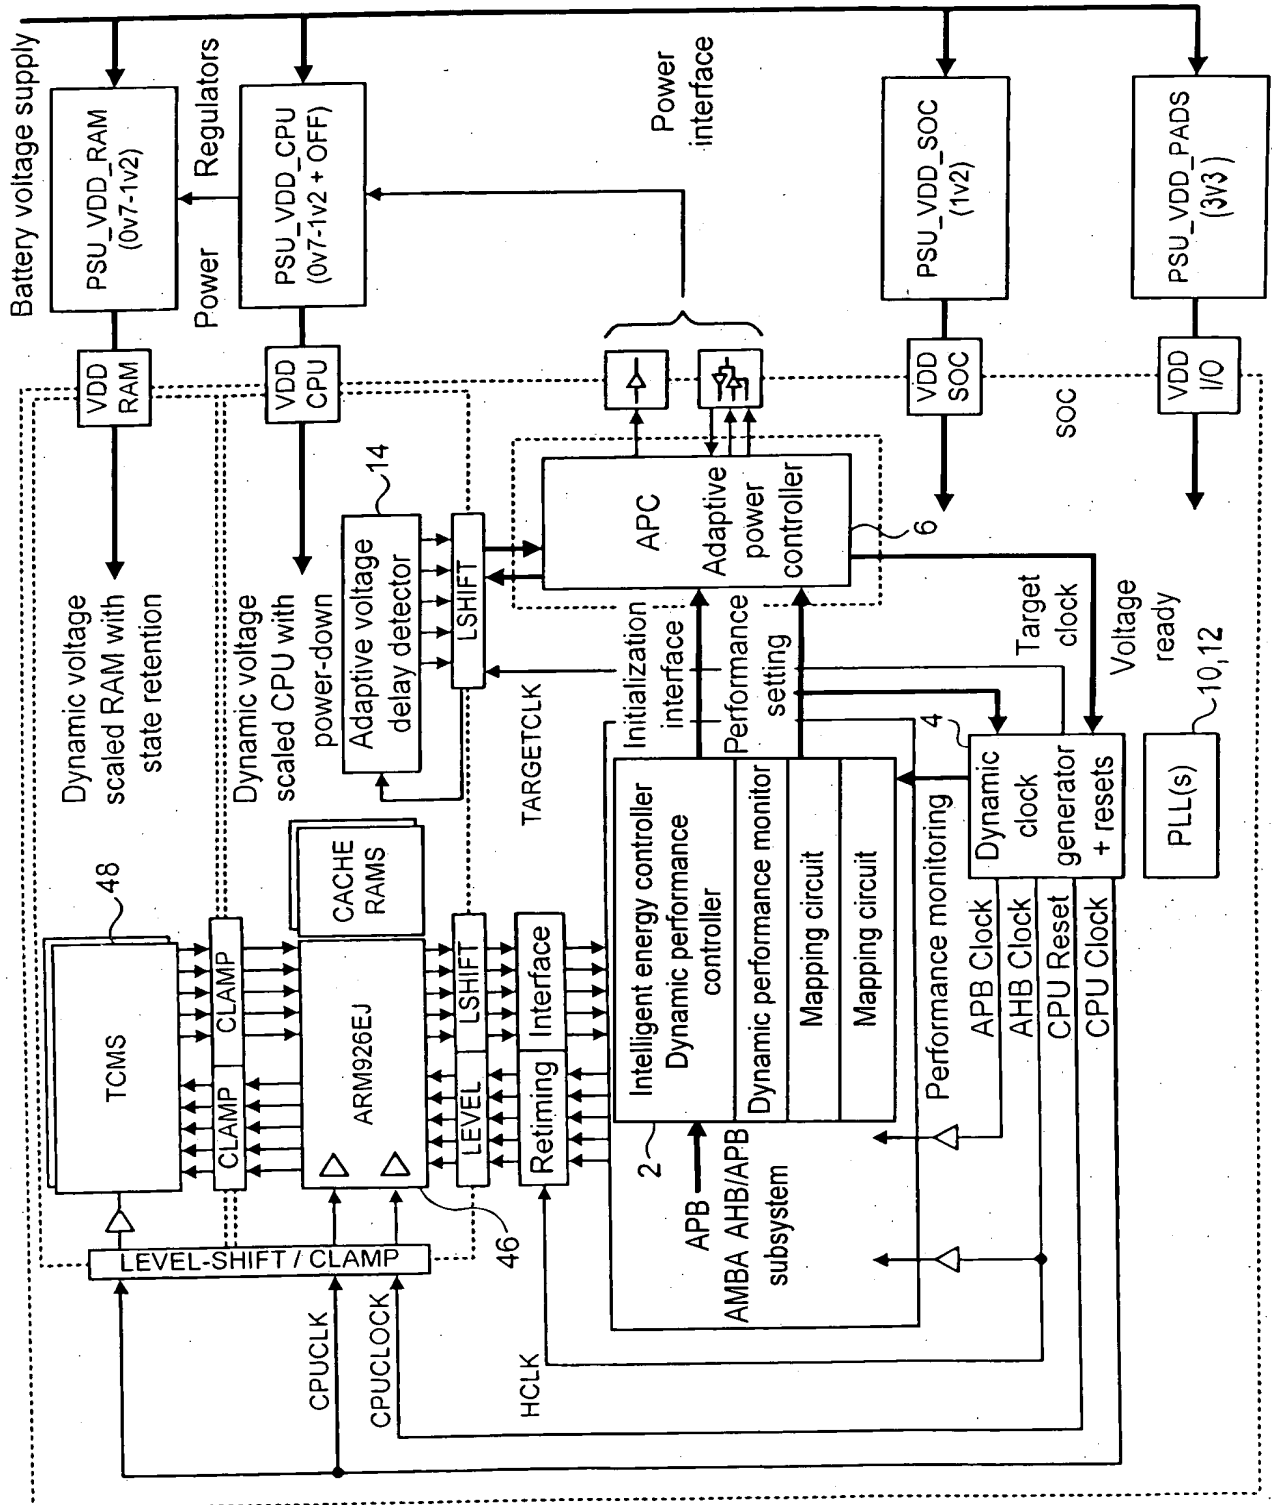 Battery voltage supply
PSU_VDD_RAM
(0v7-1v2)
Power
Regulators
PSU_VDD_CPU
(0v7-1v2 + OFF)
Power
interface
PSU_VDD_SOC
(1v2)
PSU_VDD_PADS
(3v3)
VDD
RAM
VDD
CPU
VDD
SOC
VDD
I/O
SOC
Dynamic voltage
scaled RAM with
state retention
Dynamic voltage
scaled CPU with
power-down
14
Adaptive voltage
delay detector
LSHIFT
APC
Adaptive
power
controller
6
TARGETCLK
Initialization
interface
Performance
setting
Target
clock
Voltage
ready
48
TCMS
CLAMP
CLAMP
CACHE
RAMS
ARM926EJ
46
LEVEL
LSHIFT
Retiming
Interface
LEVEL-SHIFT / CLAMP
Intelligent energy controller
Dynamic performance
controller
Dynamic performance monitor
Mapping circuit
Mapping circuit
2
APB
AMBA AHB/APB
subsystem
Performance monitoring
4
Dynamic
clock
generator
+ resets
10,12
PLL(s)
APB Clock
AHB Clock
CPU Reset
CPU Clock
CPUCLK
CPUCLOCK
HCLK